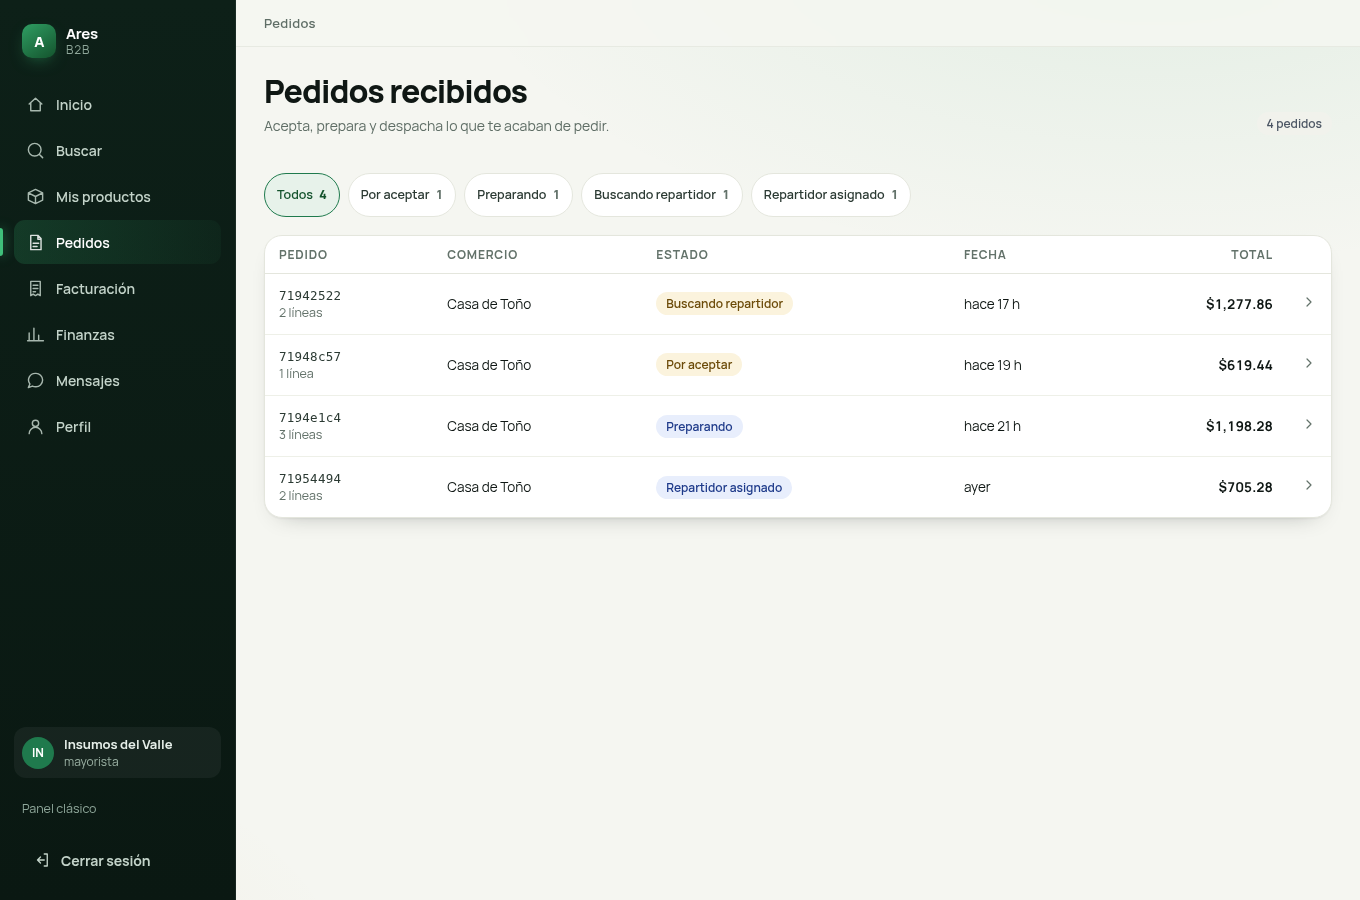 A
Ares
B2B
Inicio
Buscar
Mis productos
Pedidos
Facturación
Finanzas
Mensajes
Perfil
IN
Insumos del Valle
mayorista
Panel clásico
Cerrar sesión
Pedidos
Pedidos recibidos
Acepta, prepara y despacha lo que te acaban de pedir.
4 pedidos
Todos 4
Por aceptar 1
Preparando 1
Buscando repartidor 1
Repartidor asignado 1
PEDIDO COMERCIO ESTADO FECHA TOTAL
71942522
2 líneas
Casa de Toño Buscando repartidor hace 17 h $1,277.86
71948c57
1 línea
Casa de Toño Por aceptar hace 19 h $619.44
7194e1c4
3 líneas
Casa de Toño Preparando hace 21 h $1,198.28
71954494
2 líneas
Casa de Toño Repartidor asignado ayer $705.28